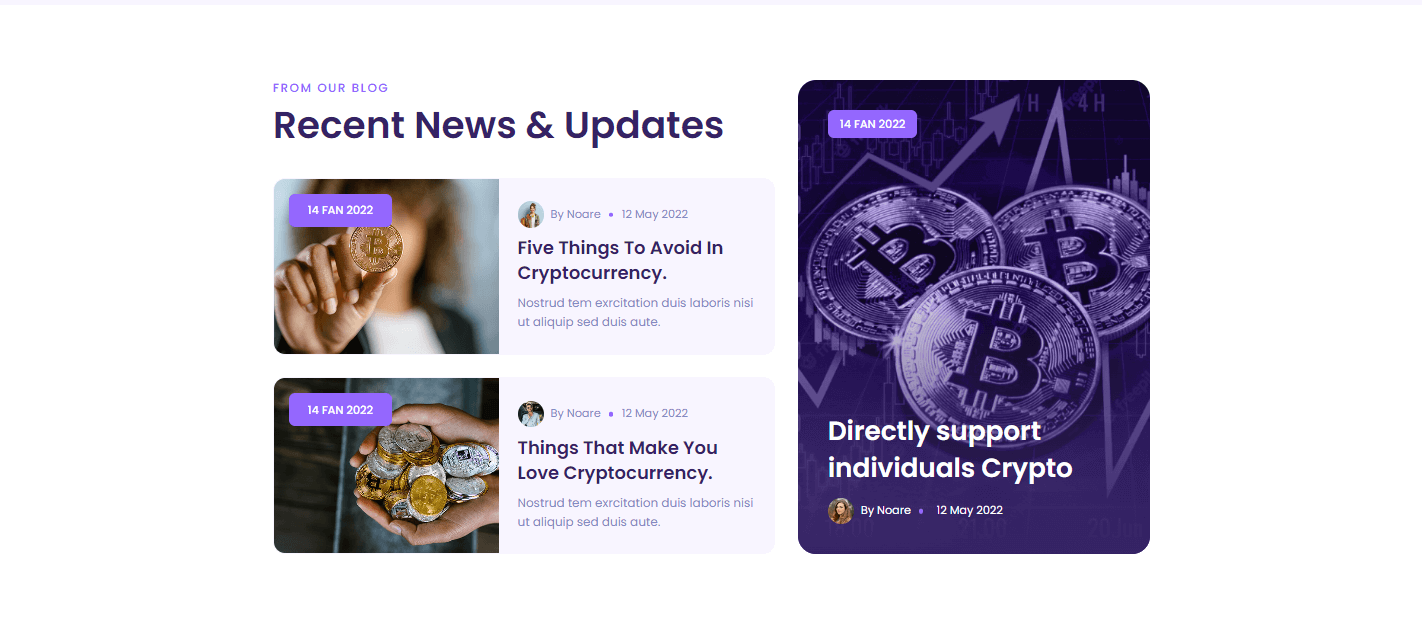 FROM OUR BLOG
Recent News & Updates
14 FAN 2022
By Noare • 12 May 2022
Five Things To Avoid In
Cryptocurrency.
Nostrud tem exrcitation duis laboris nisi
ut aliquip sed duis aute.
14 FAN 2022
By Noare • 12 May 2022
Things That Make You
Love Cryptocurrency.
Nostrud tem exrcitation duis laboris nisi
ut aliquip sed duis aute.
14 FAN 2022
1H 4H
Directly support
individuals Crypto
By Noare • 12 May 2022